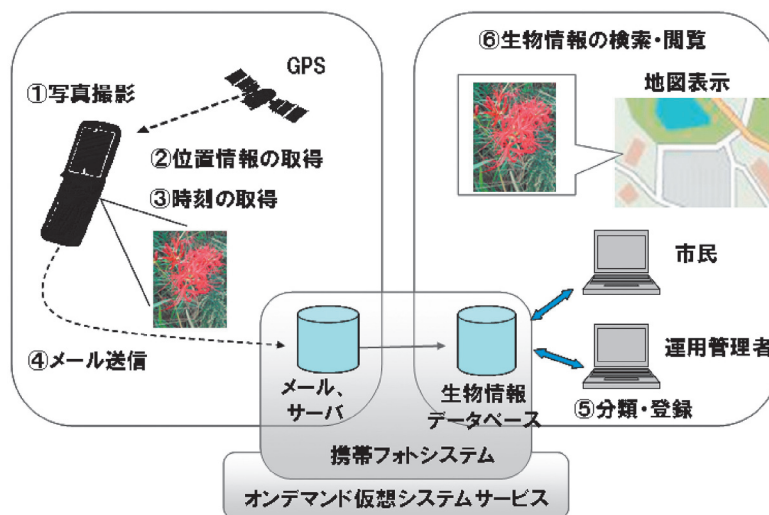 ①写真撮影
GPS
②位置情報の取得
③時刻の取得
④メール送信
メール、
サーバ
生物情報
データベース
携帯フォトシステム
オンデマンド仮想システムサービス
⑥生物情報の検索・閲覧
地図表示
市民
運用管理者
⑤分類・登録